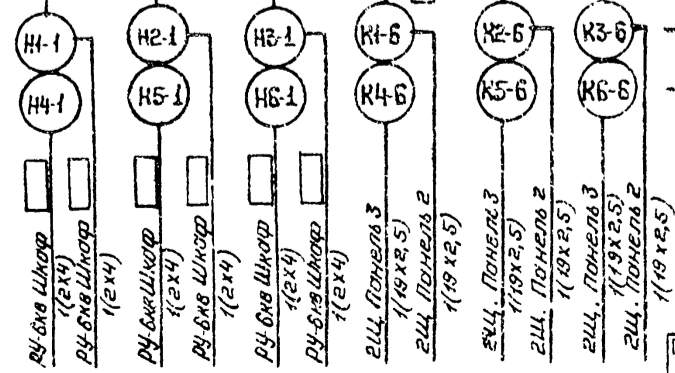 Н1-1
Н2-1
Н3-1
К1-6
К2-6
К3-6
Н4-1
Н5-1
Н6-1
К4-6
К5-6
К6-6
РУ-6кв Шкаф
1(2х4)
РУ-6кв Шкаф
1(2х4)
РУ-6кв Шкаф
1(2х4)
РУ-6кв Шкаф
1(2х4)
РУ-6кв Шкаф
1(2х4)
РУ-6кв Шкаф
1(2х4)
2Щ. Панель 3
1(19х2,5)
2Щ. Панель 2
1(19х2,5)
2Щ. Панель 3
1(19х2,5)
2Щ. Панель 2
1(19х2,5)
2Щ. Панель 3
1(19х2,5)
2Щ. Панель 2
1(19х2,5)